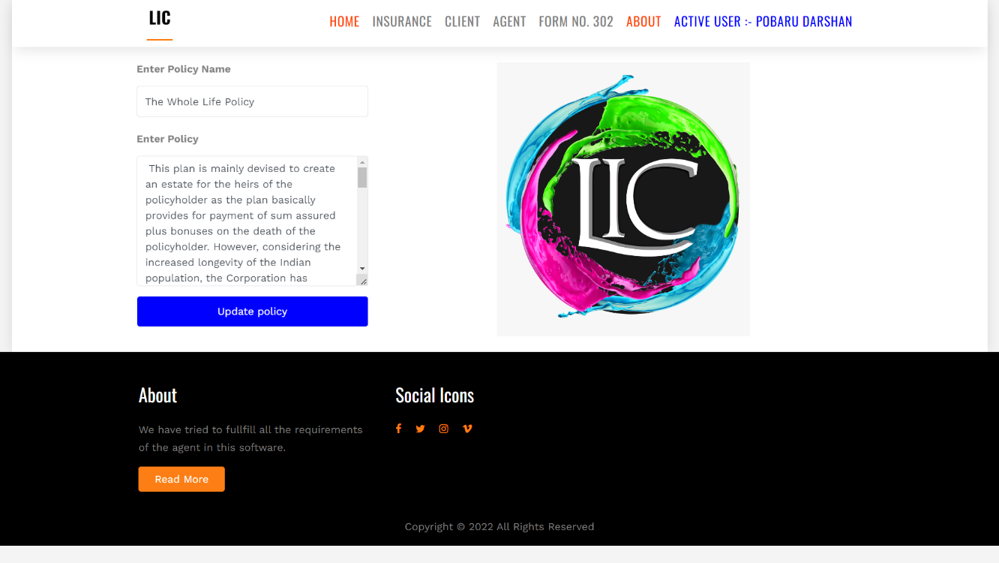 LIC
HOME INSURANCE CLIENT AGENT FORM NO. 302 ABOUT ACTIVE USER :- POBARU DARSHAN
Enter Policy Name
The Whole Life Policy
Enter Policy
This plan is mainly devised to create
an estate for the heirs of the
policyholder as the plan basically
provides for payment of sum assured
plus bonuses on the death of the
policyholder. However, considering the
increased longevity of the Indian
population, the Corporation has
Update policy
LIC
About
We have tried to fullfill all the requirements
of the agent in this software.
Read More
Social Icons
Copyright © 2022 All Rights Reserved